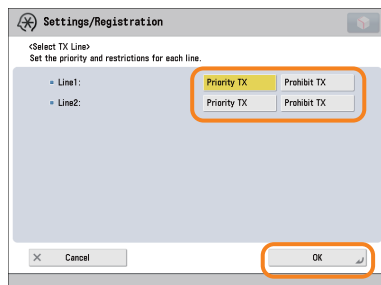 Settings/Registration
<Select TX Line>
Set the priority and restrictions for each line.
Line1: Priority TX Prohibit TX
Line2: Priority TX Prohibit TX
Cancel OK